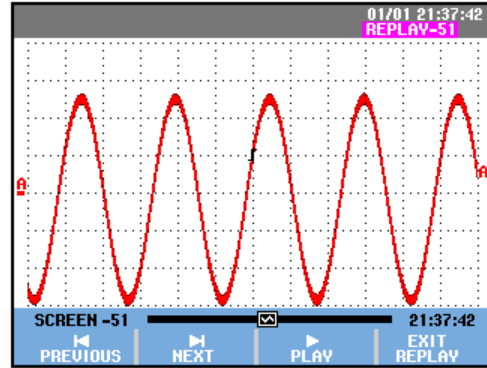 01/01 21:37:42
REPLAY-51
A
A
SCREEN -51
21:37:42
PREVIOUS
NEXT
PLAY
EXIT
REPLAY